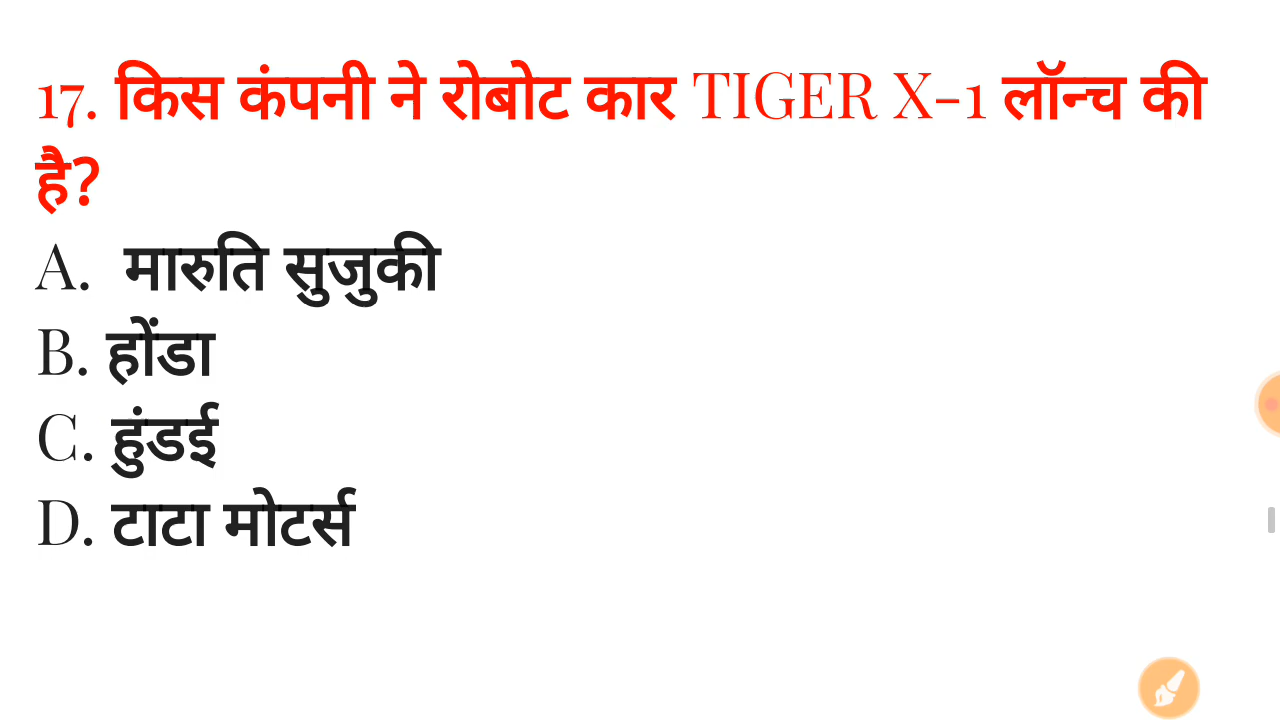 17. किस कंपनी ने रोबोट कार TIGER X-1 लॉन्च की
है?
A. मारुति सुजुकी
B. होंडा
C. हुंडई
D. टाटा मोटर्स